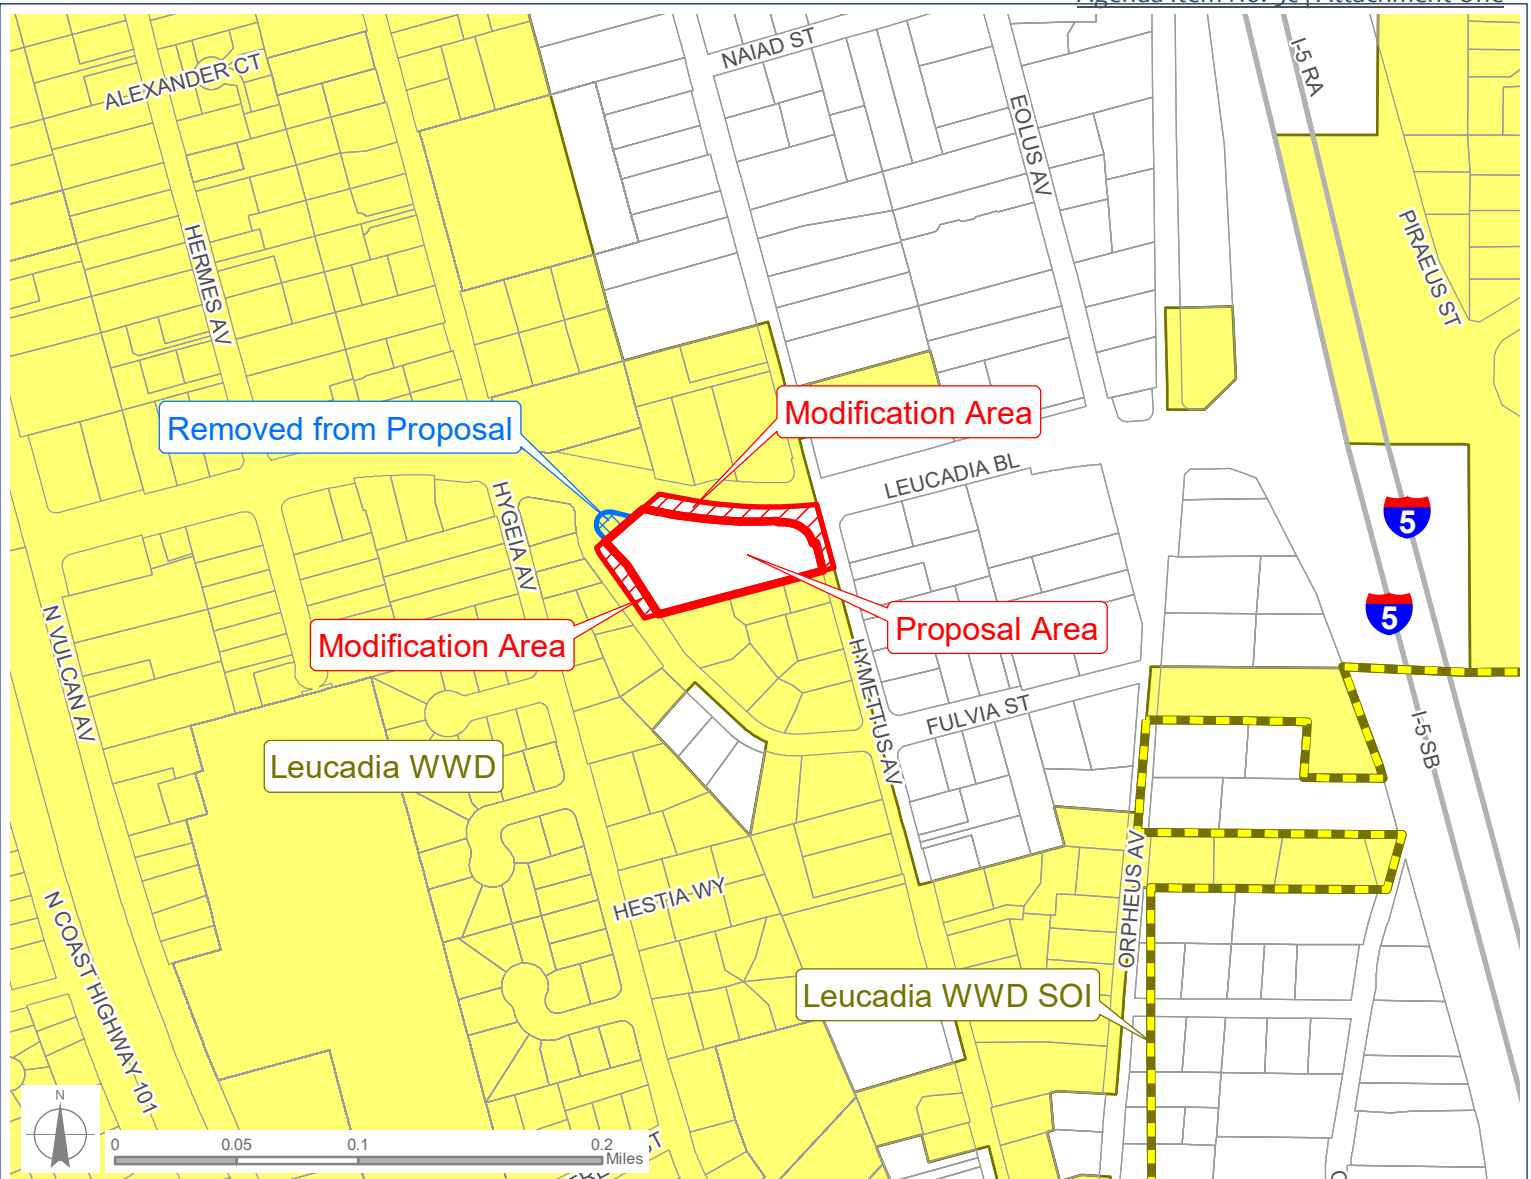 NAIAD ST
I-5 RA
ALEXANDER CT
EOLUS AV
PIRAEUS ST
HERMES AV
Removed from Proposal
Modification Area
LEUCADIA BL
HYGEIA AV
5
5
Modification Area
Proposal Area
N VULCAN AV
HYMETTUS AV
FULVIA ST
I-5 SB
Leucadia WWD
ORPHEUS AV
HESTIA WY
N COAST HIGHWAY 101
Leucadia WWD SOI
N
0
0.05
0.1
0.2
Miles